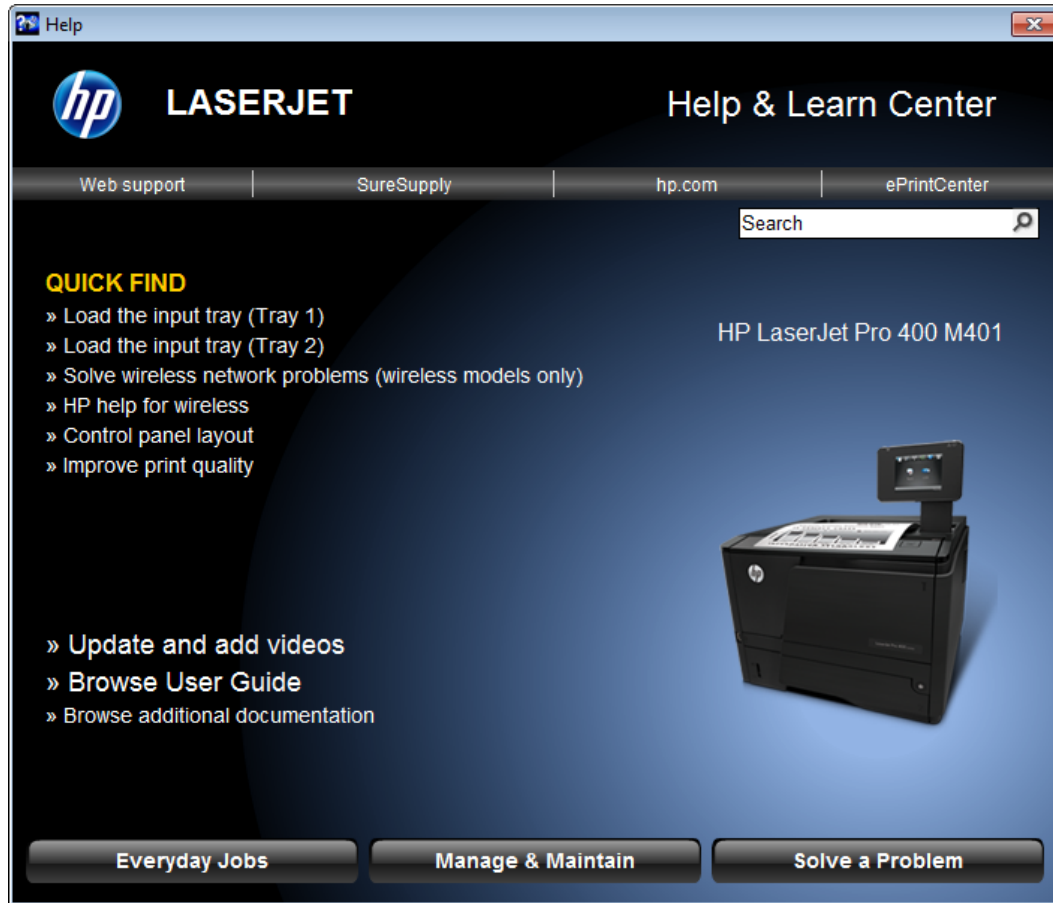 Help
hp LASERJET
Help & Learn Center
Web support
SureSupply
hp.com
ePrintCenter
Search
QUICK FIND
» Load the input tray (Tray 1)
» Load the input tray (Tray 2)
» Solve wireless network problems (wireless models only)
» HP help for wireless
» Control panel layout
» Improve print quality
HP LaserJet Pro 400 M401
hp
» Update and add videos
» Browse User Guide
» Browse additional documentation
Everyday Jobs
Manage & Maintain
Solve a Problem